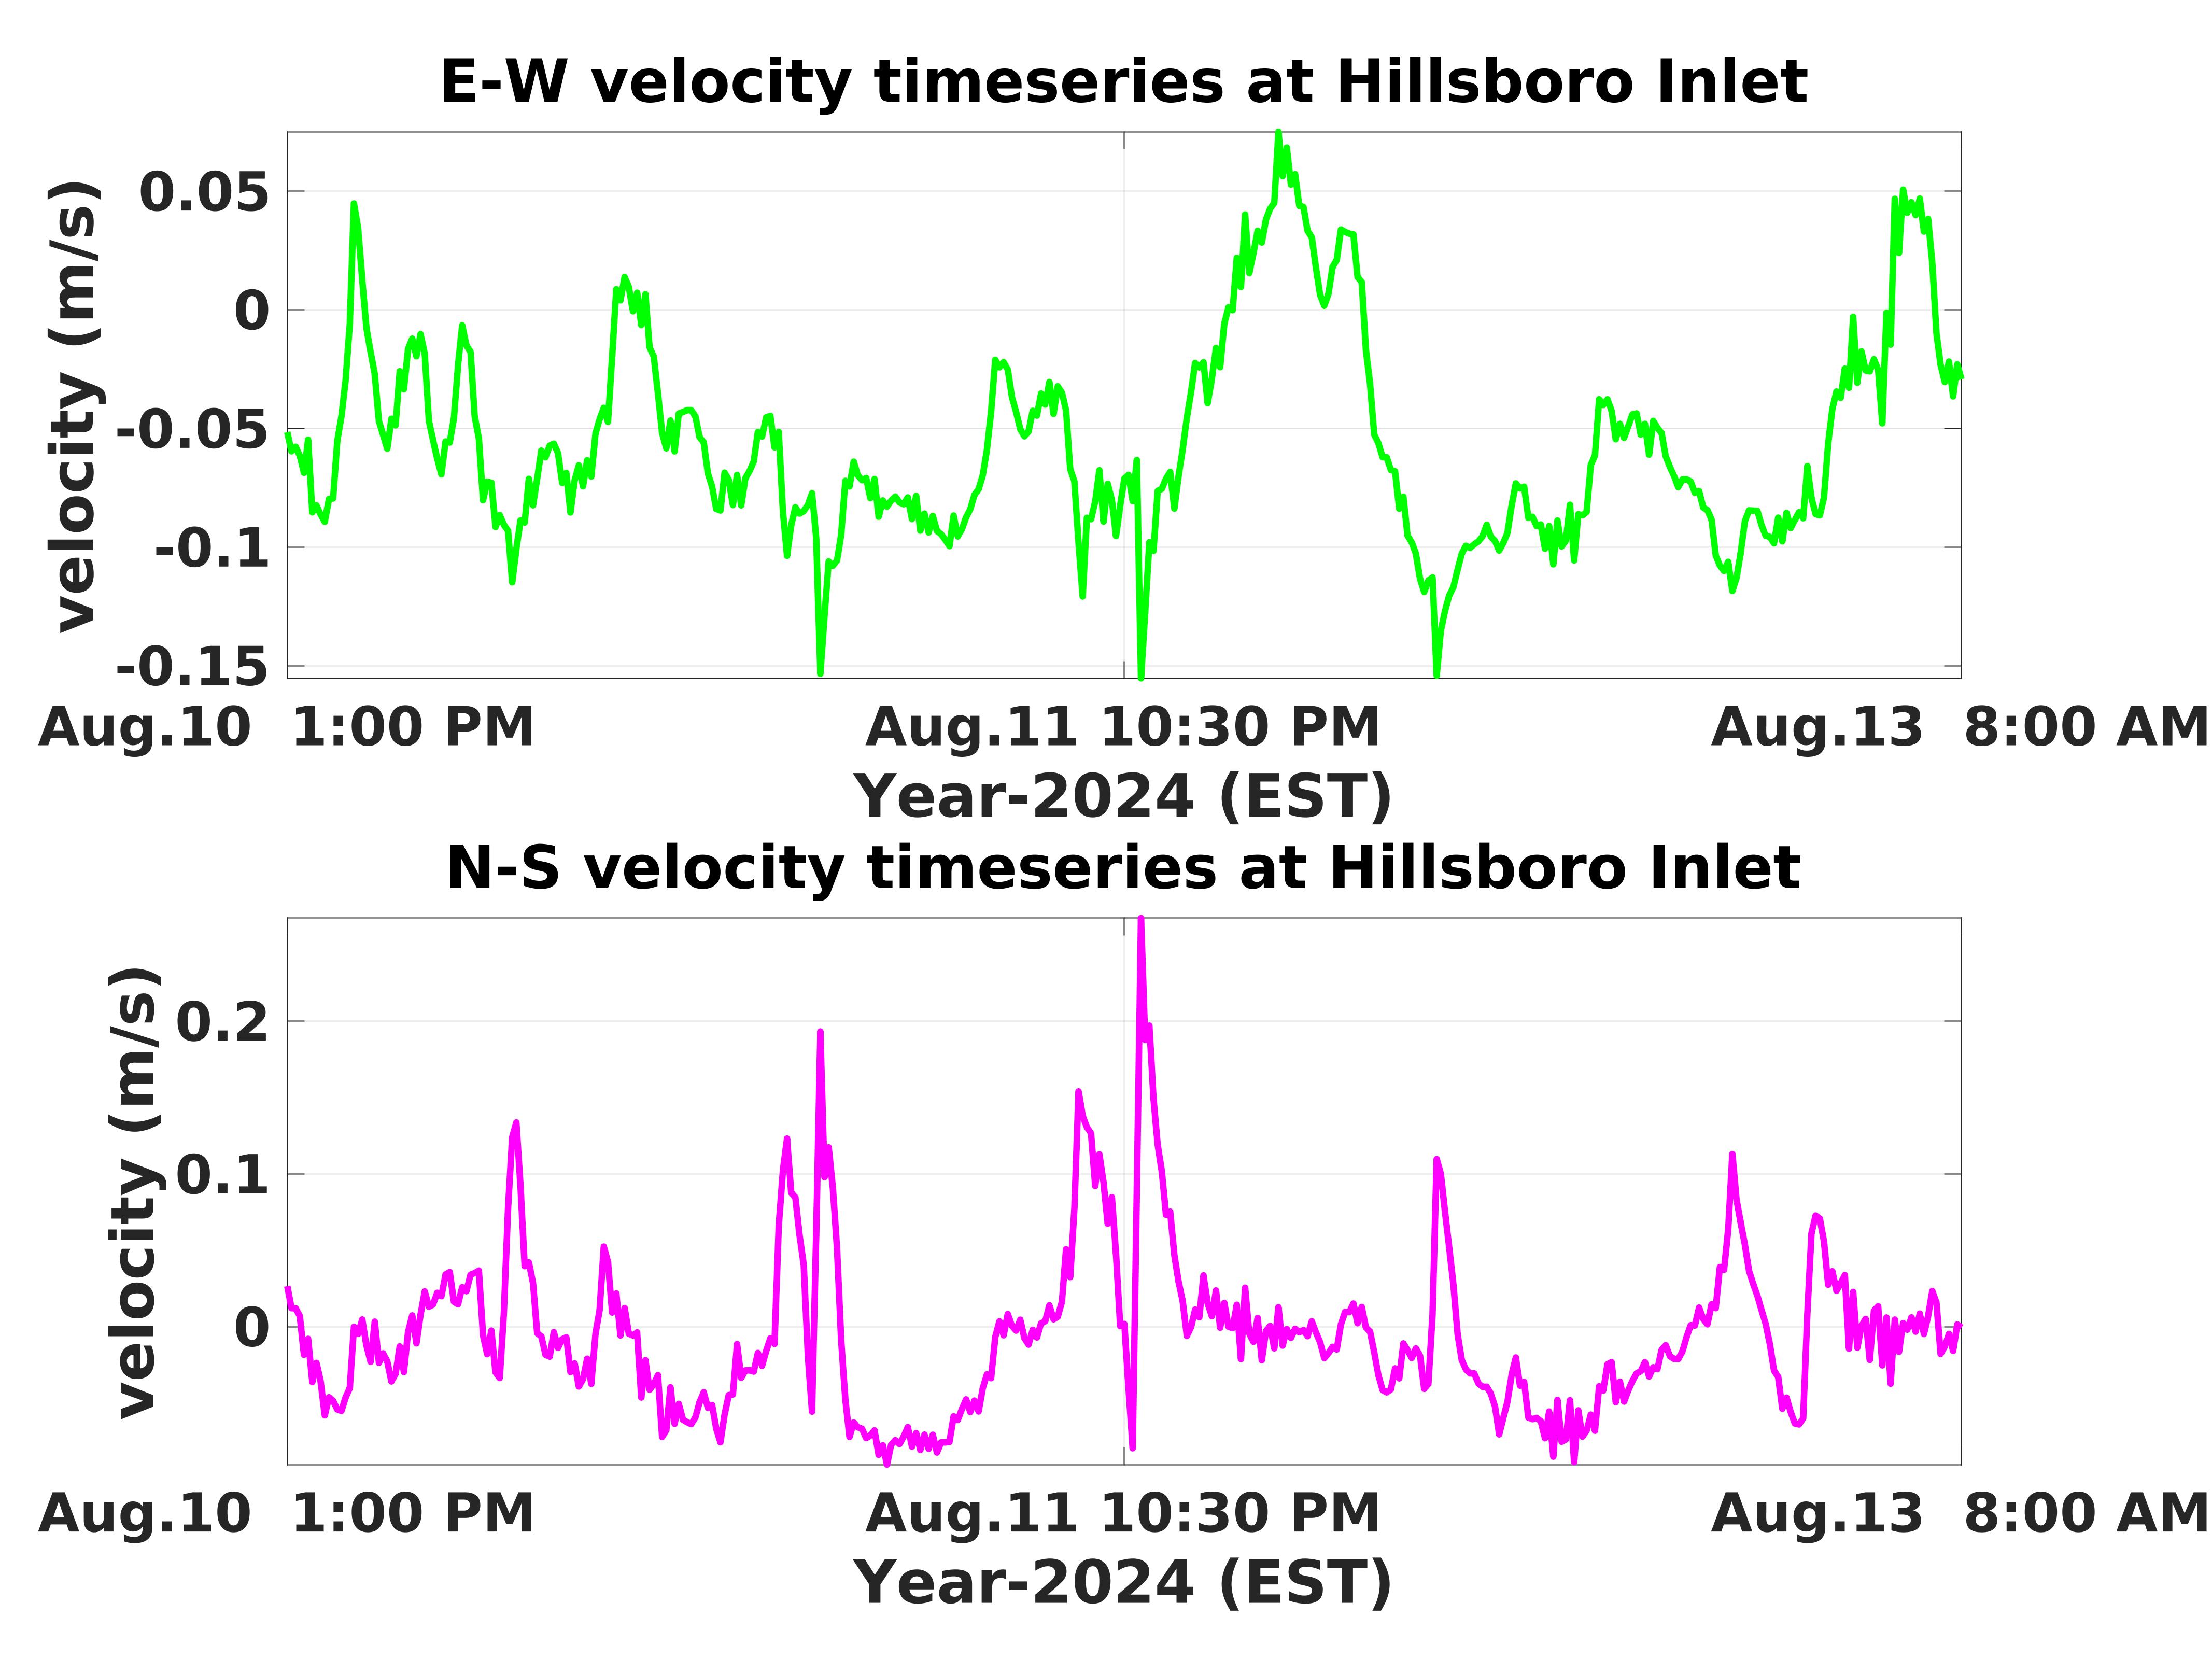 E-W velocity timeseries at Hillsboro Inlet
velocity (m/s)
0.05
0
-0.05
-0.1
-0.15
Aug.10 1:00 PM Aug.11 10:30 PM Aug.13 8:00 AM
Year-2024 (EST)
N-S velocity timeseries at Hillsboro Inlet
velocity (m/s)
0.2
0.1
0
Aug.10 1:00 PM Aug.11 10:30 PM Aug.13 8:00 AM
Year-2024 (EST)